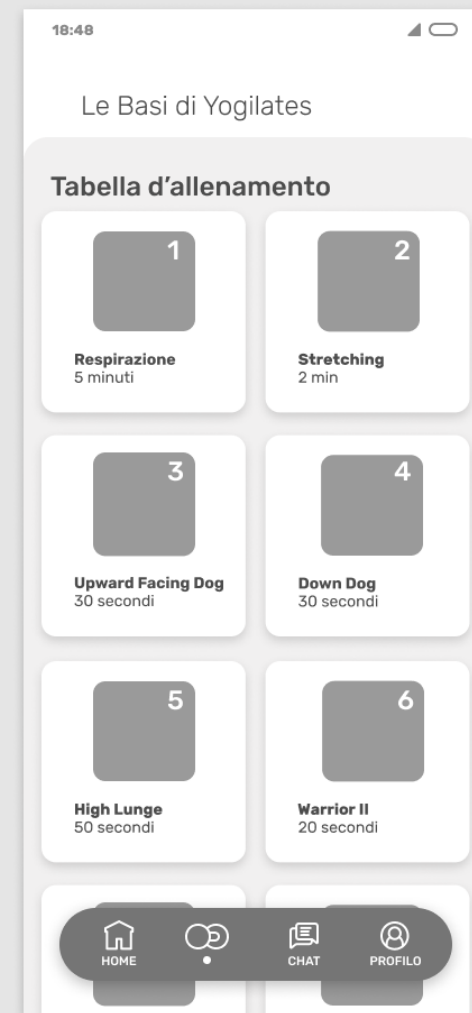 18:48
Le Basi di Yogilates
Tabella d’allenamento
1
Respirazione
5 minuti
2
Stretching
2 min
3
Upward Facing Dog
30 secondi
4
Down Dog
30 secondi
5
High Lunge
50 secondi
6
Warrior II
20 secondi
HOME
CHAT
PROFILO